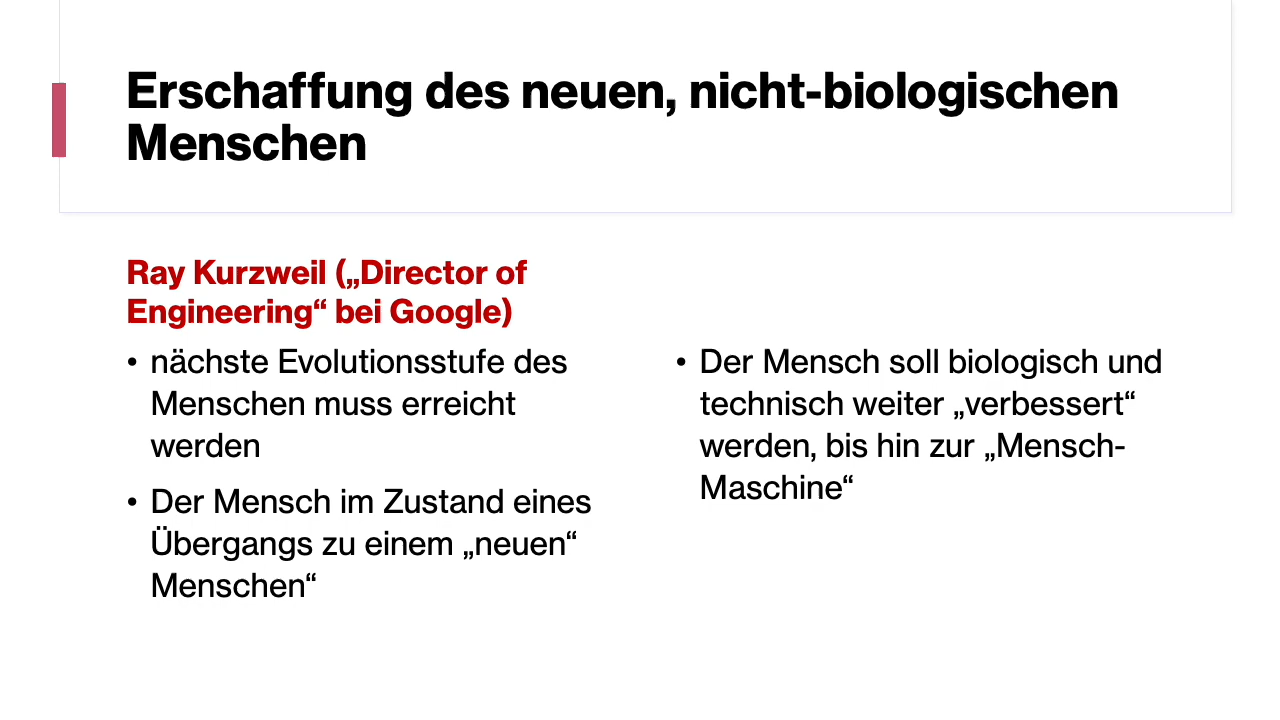 Erschaffung des neuen, nicht-biologischen
Menschen
Ray Kurzweil („Director of
Engineering“ bei Google)
• nächste Evolutionsstufe des
Menschen muss erreicht
werden
• Der Mensch im Zustand eines
Übergangs zu einem „neuen“
Menschen“
• Der Mensch soll biologisch und
technisch weiter „verbessert“
werden, bis hin zur „Mensch-
Maschine“